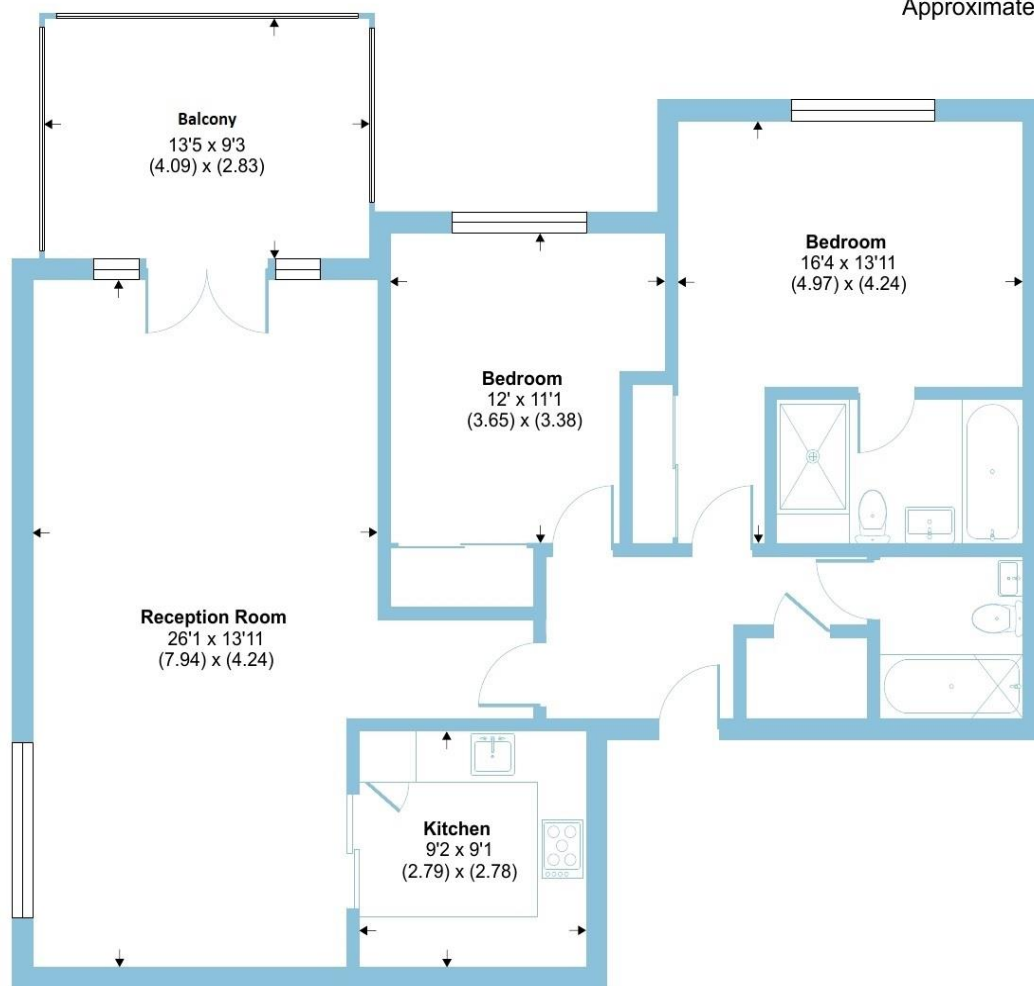 Approximate
Balcony
13'5 x 9'3
(4.09) x (2.83)
Bedroom
16'4 x 13'11
(4.97) x (4.24)
Bedroom
12' x 11'1
(3.65) x (3.38)
Reception Room
26'1 x 13'11
(7.94) x (4.24)
Kitchen
9'2 x 9'1
(2.79) x (2.78)